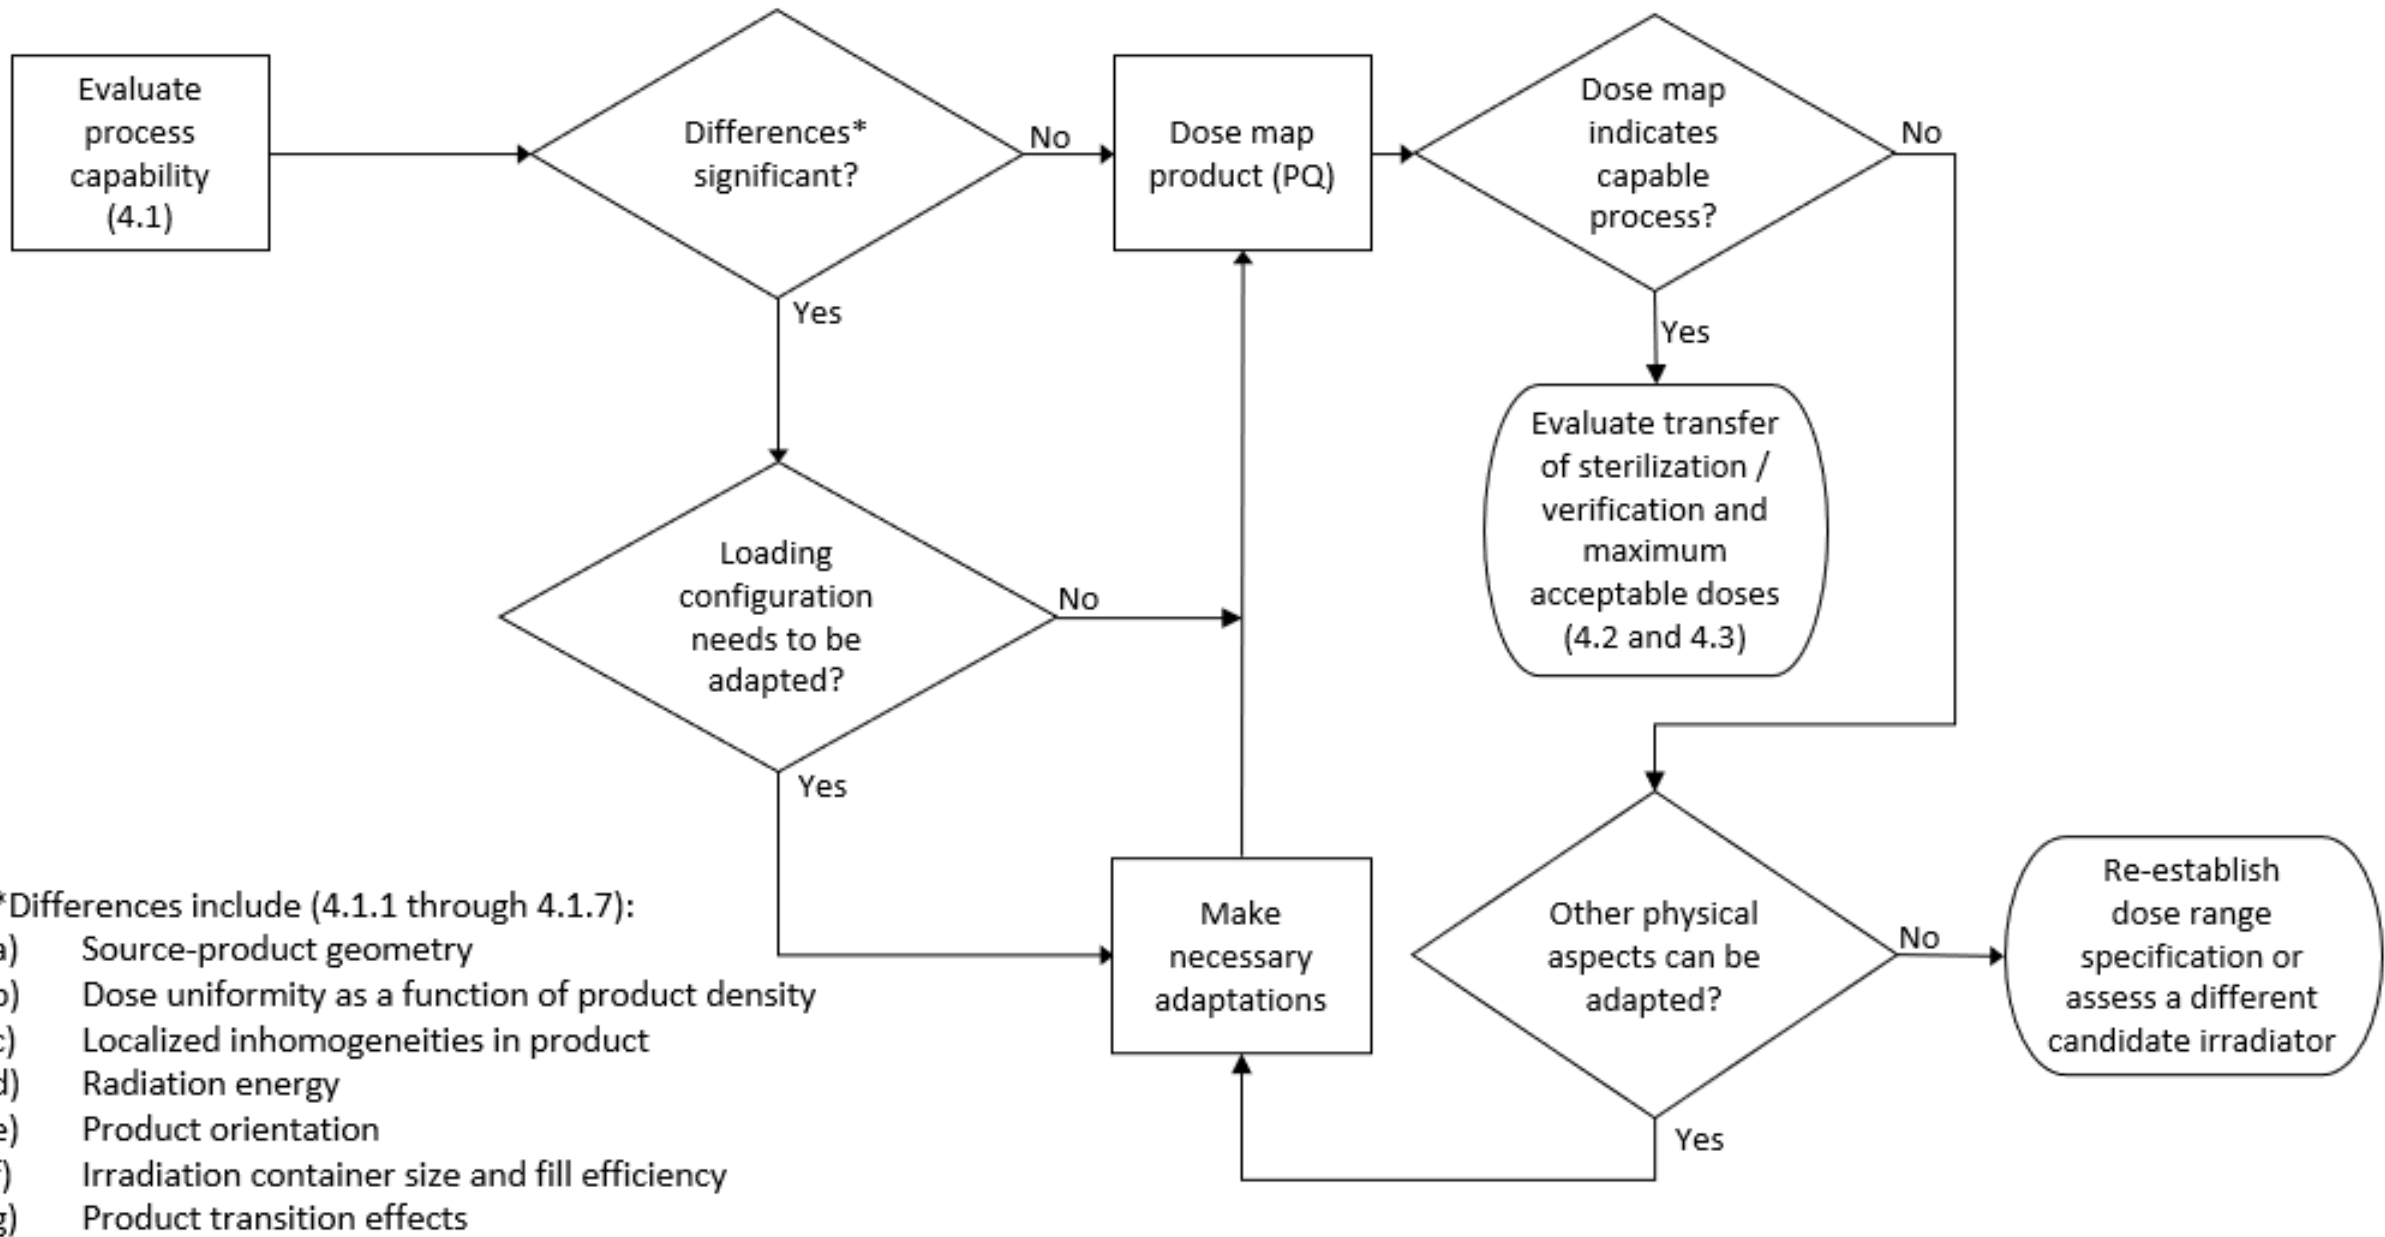 Evaluate
process
capability
(4.1)
Differences*
significant?
No
Yes
Dose map
product (PQ)
Dose map
indicates
capable
process?
No
Yes
Evaluate transfer
of sterilization /
verification and
maximum
acceptable doses
(4.2 and 4.3)
Loading
configuration
needs to be
adapted?
No
Yes
Make
necessary
adaptations
Other physical
aspects can be
adapted?
No
Yes
Re-establish
dose range
specification or
assess a different
candidate irradiator
*Differences include (4.1.1 through 4.1.7):
a) Source-product geometry
b) Dose uniformity as a function of product density
c) Localized inhomogeneities in product
d) Radiation energy
e) Product orientation
f) Irradiation container size and fill efficiency
g) Product transition effects